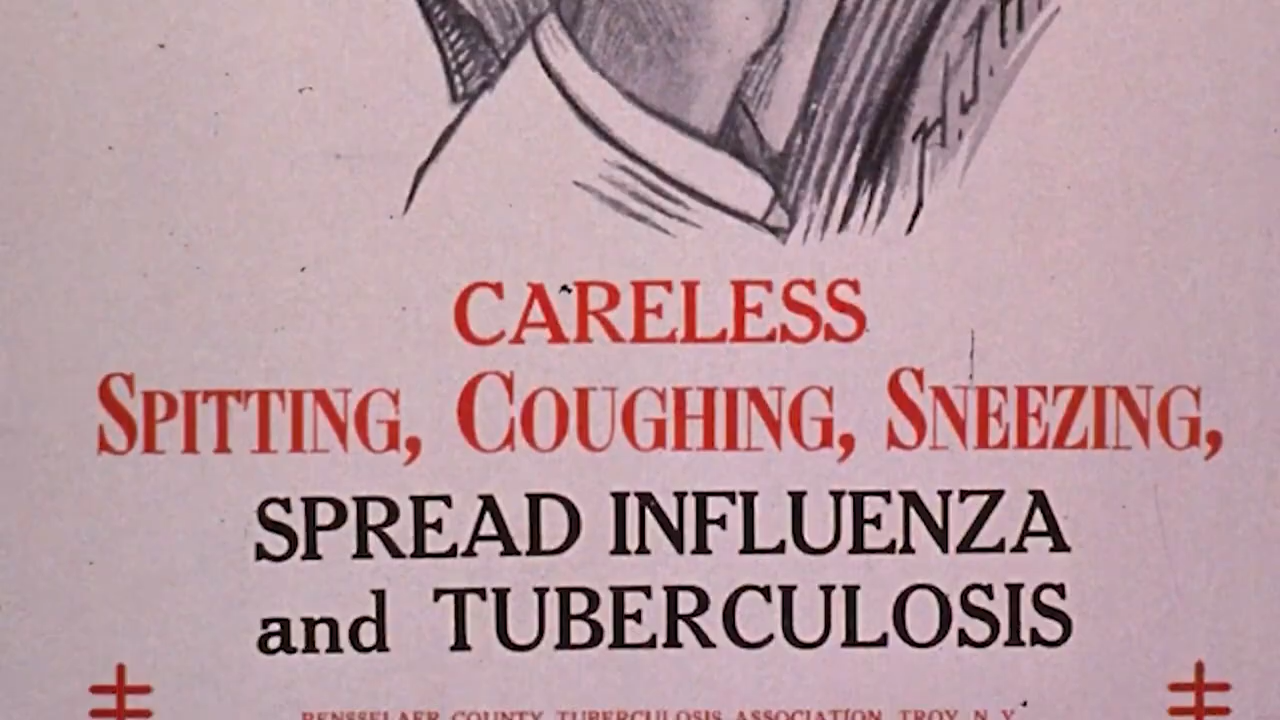 CARELESS
SPITTING, COUGHING, SNEEZING,
SPREAD INFLUENZA
and TUBERCULOSIS
RENSSELAER COUNTY TUBERCULOSIS ASSOCIATION, TROY, N.Y.